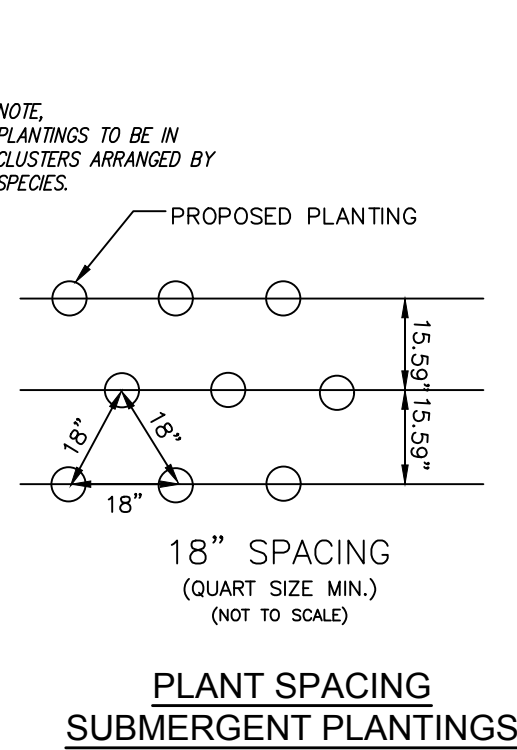 NOTE,
PLANTINGS TO BE IN
CLUSTERS ARRANGED BY
SPECIES.
PROPOSED PLANTING
15.59"
15.59"
18"
18"
18"
18" SPACING
(QUART SIZE MIN.)
(NOT TO SCALE)
PLANT SPACING
SUBMERGENT PLANTINGS